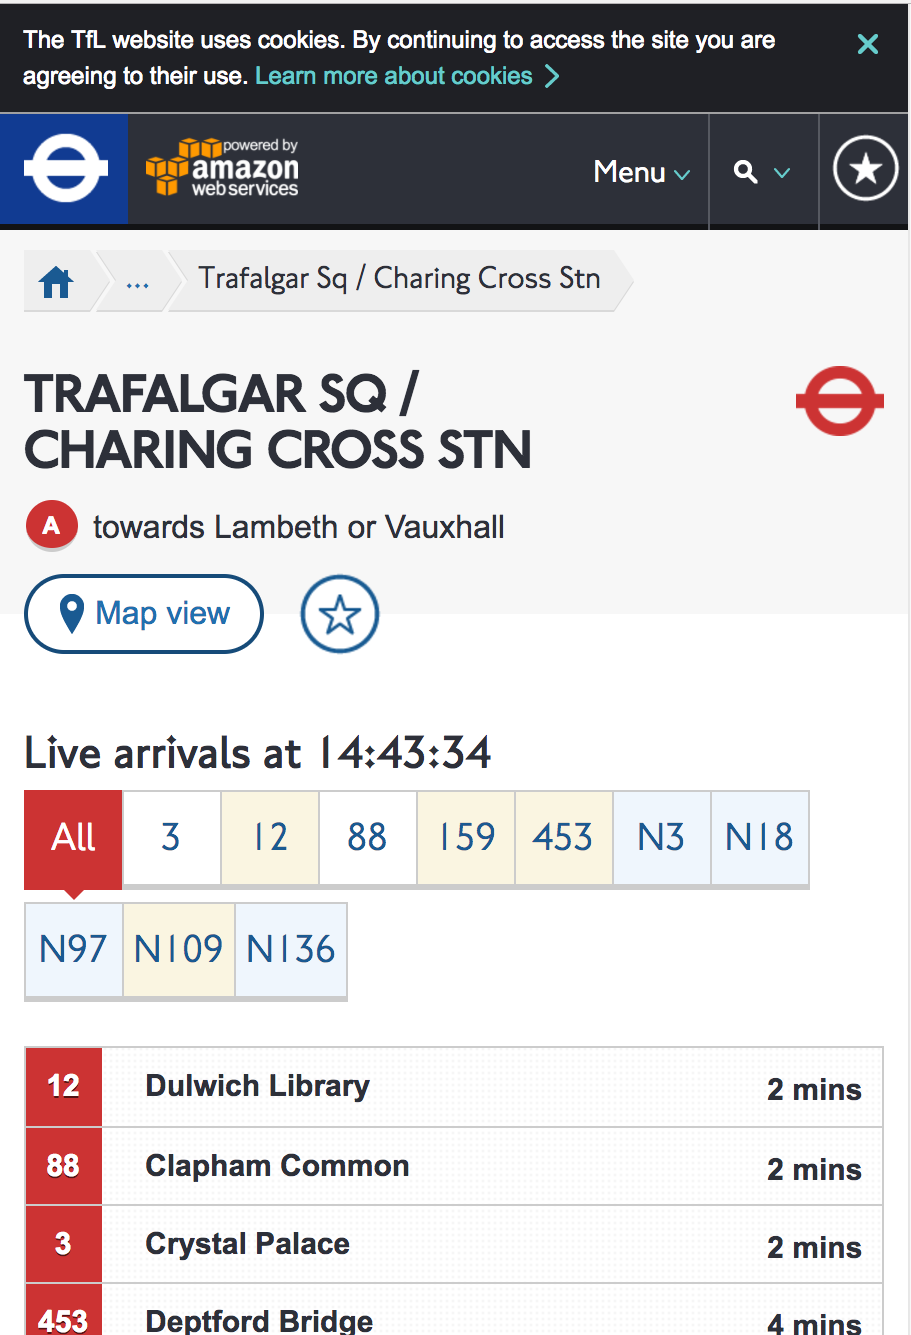 The TfL website uses cookies. By continuing to access the site you are
agreeing to their use. Learn more about cookies
powered by
amazon
webservices
Menu
... Trafalgar Sq / Charing Cross Stn
TRAFALGAR SQ /
CHARING CROSS STN
A towards Lambeth or Vauxhall
Map view
Live arrivals at 14:43:34
All 3 12 88 159 453 N3 N18
N97 N109 N136
12 Dulwich Library 2 mins
88 Clapham Common 2 mins
3 Crystal Palace 2 mins
453 Deptford Bridge 4 mins